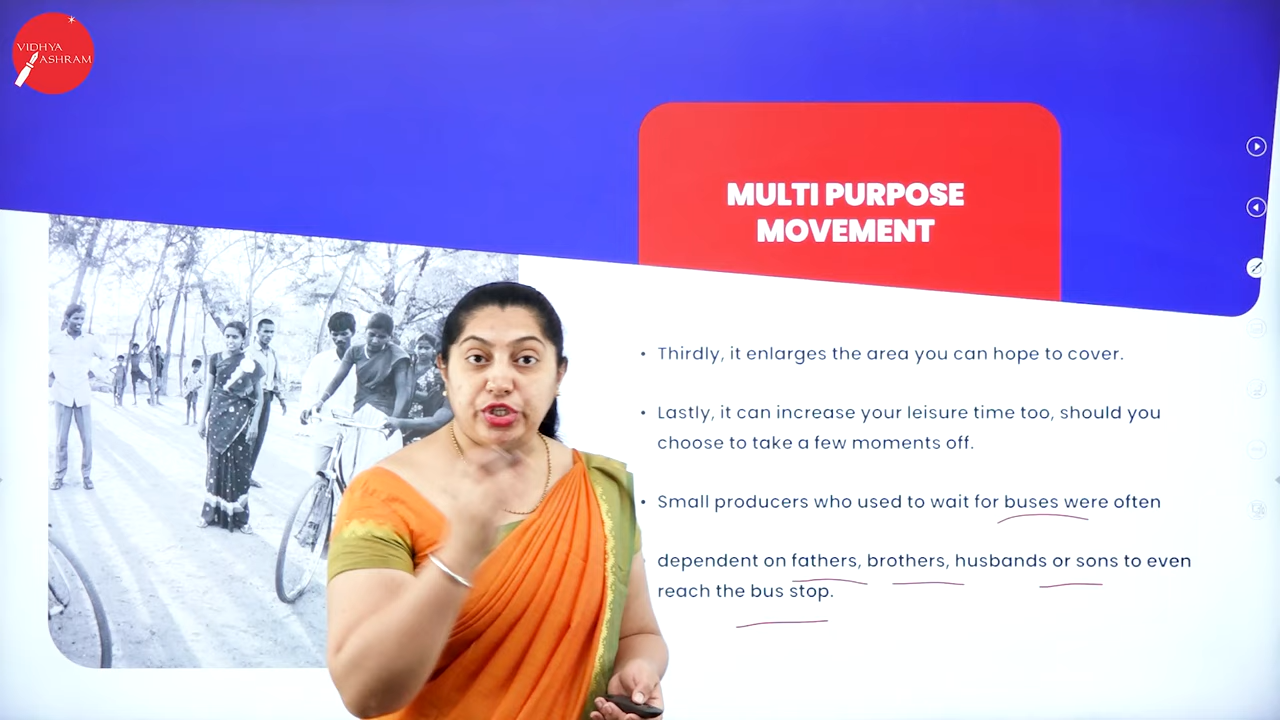 VIDHYA
ASHRAM
MULTI PURPOSE
MOVEMENT
• Thirdly, it enlarges the area you can hope to cover.
• Lastly, it can increase your leisure time too, should you
choose to take a few moments off.
• Small producers who used to wait for buses were often
• dependent on fathers, brothers, husbands or sons to even
reach the bus stop.